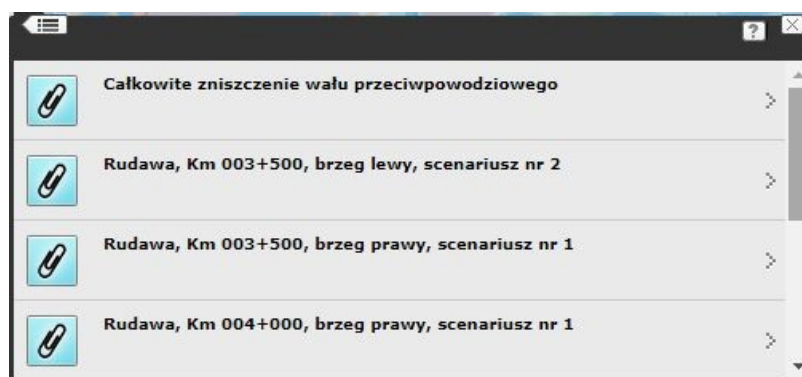 ?
Całkowite zniszczenie wału przeciwpowodziowego
Rudawa, Km 003+500, brzeg lewy, scenariusz nr 2
Rudawa, Km 003+500, brzeg prawy, scenariusz nr 1
Rudawa, Km 004+000, brzeg prawy, scenariusz nr 1